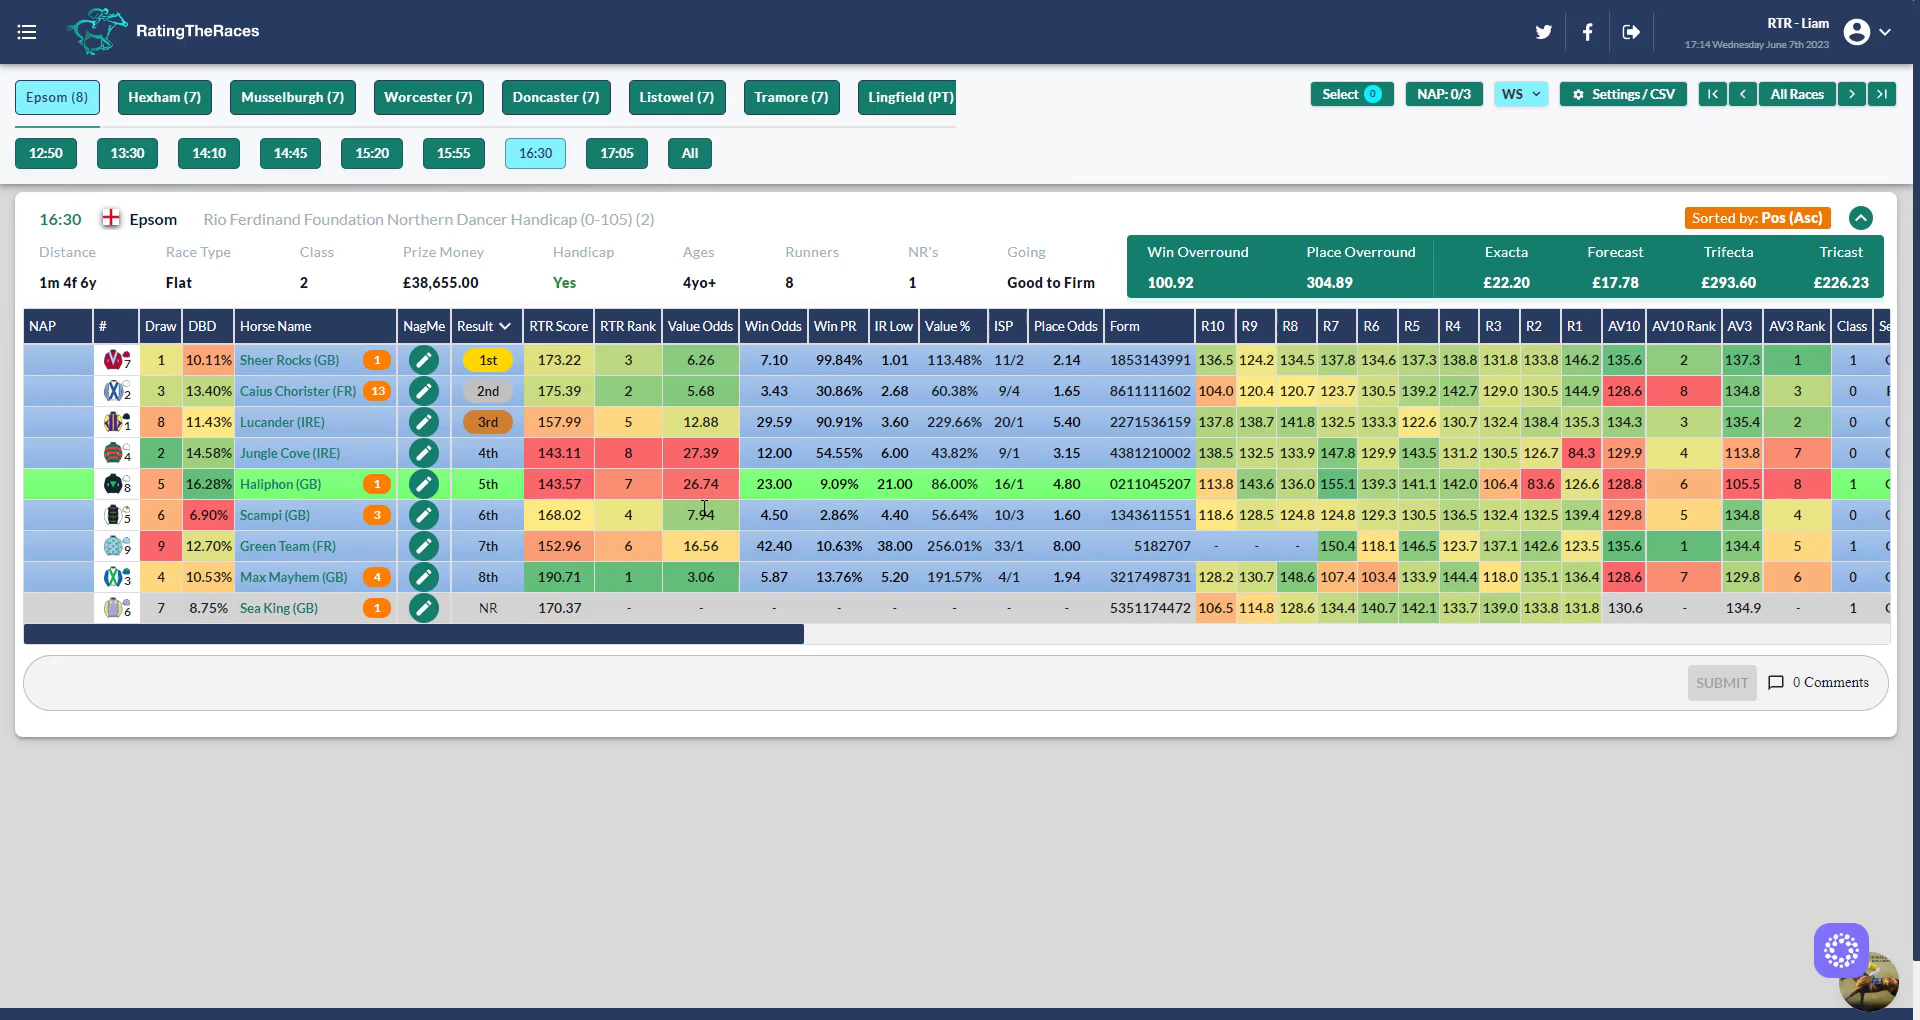 RatingTheRaces
RTR - Liam
17:14 Wednesday June 7th 2023
Epsom (8) Hexham (7) Musselburgh (7) Worcester (7) Doncaster (7) Listowel (7) Tramore (7) Lingfield (PT)
Select 0 NAP: 0/3 WS Settings / CSV All Races
12:50 13:30 14:10 14:45 15:20 15:55 16:30 17:05 All
16:30 Epsom Rio Ferdinand Foundation Northern Dancer Handicap (0-105) (2)
Sorted by: Pos (Asc)
Distance Race Type Class Prize Money Handicap Ages Runners NR's Going Win Overround Place Overround Exacta Forecast Trifecta Tricast
1m 4f 6y Flat 2 £38,655.00 Yes 4yo+ 8 1 Good to Firm 100.92 304.89 £22.20 £17.78 £293.60 £226.23
NAP # Draw DBD Horse Name NagMe Result RTR Score RTR Rank Value Odds Win Odds Win PR IR Low Value % ISP Place Odds Form R10 R9 R8 R7 R6 R5 R4 R3 R2 R1 AV10 AV10 Rank AV3 AV3 Rank Class Se
7 1 10.11% Sheer Rocks (GB) 1 1st 173.22 3 6.26 7.10 99.84% 1.01 113.48% 11/2 2.14 1853143991 136.5 124.2 134.5 137.8 134.6 137.3 138.8 131.8 133.8 146.2 135.6 2 137.3 1 1
2 3 13.40% Caius Chorister (FR) 13 2nd 175.39 2 5.68 3.43 30.86% 2.68 60.38% 9/4 1.65 8611111602 104.0 120.4 120.7 123.7 130.5 139.2 142.7 129.0 130.5 144.9 128.6 8 134.8 3 0
1 8 11.43% Lucander (IRE) 3rd 157.99 5 12.88 29.59 90.91% 3.60 229.66% 20/1 5.40 2271536159 137.8 138.7 141.8 132.5 133.3 122.6 130.7 132.4 138.4 135.3 134.3 3 135.4 2 0
4 2 14.58% Jungle Cove (IRE) 4th 143.11 8 27.39 12.00 54.55% 6.00 43.82% 9/1 3.15 4381210002 138.5 132.5 133.9 147.8 129.9 143.5 131.2 130.5 126.7 84.3 129.9 4 113.8 7 0
8 5 16.28% Haliphon (GB) 1 5th 143.57 7 26.74 23.00 9.09% 21.00 86.00% 16/1 4.80 0211045207 113.8 143.6 136.0 155.1 139.3 141.1 142.0 106.4 83.6 126.6 128.8 6 105.5 8 1
5 6 6.90% Scampi (GB) 3 6th 168.02 4 7.94 4.50 2.86% 4.40 56.64% 10/3 1.60 1343611551 118.6 128.5 124.8 124.8 129.3 130.5 136.5 132.4 132.5 139.4 129.8 5 134.8 4 0
9 9 12.70% Green Team (FR) 7th 152.96 6 16.56 42.40 10.63% 38.00 256.01% 33/1 8.00 5182707 - - - 150.4 118.1 146.5 123.7 137.1 142.6 123.5 135.6 1 134.4 5 1
3 4 10.53% Max Mayhem (GB) 4 8th 190.71 1 3.06 5.87 13.76% 5.20 191.57% 4/1 1.94 3217498731 128.2 130.7 148.6 107.4 103.4 133.9 144.4 118.0 135.1 136.4 128.6 7 129.8 6 0
6 7 8.75% Sea King (GB) 1 NR 170.37 - - - - - - - - 5351174472 106.5 114.8 128.6 134.4 140.7 142.1 133.7 139.0 133.8 131.8 130.6 - 134.9 - 1
SUBMIT 0 Comments